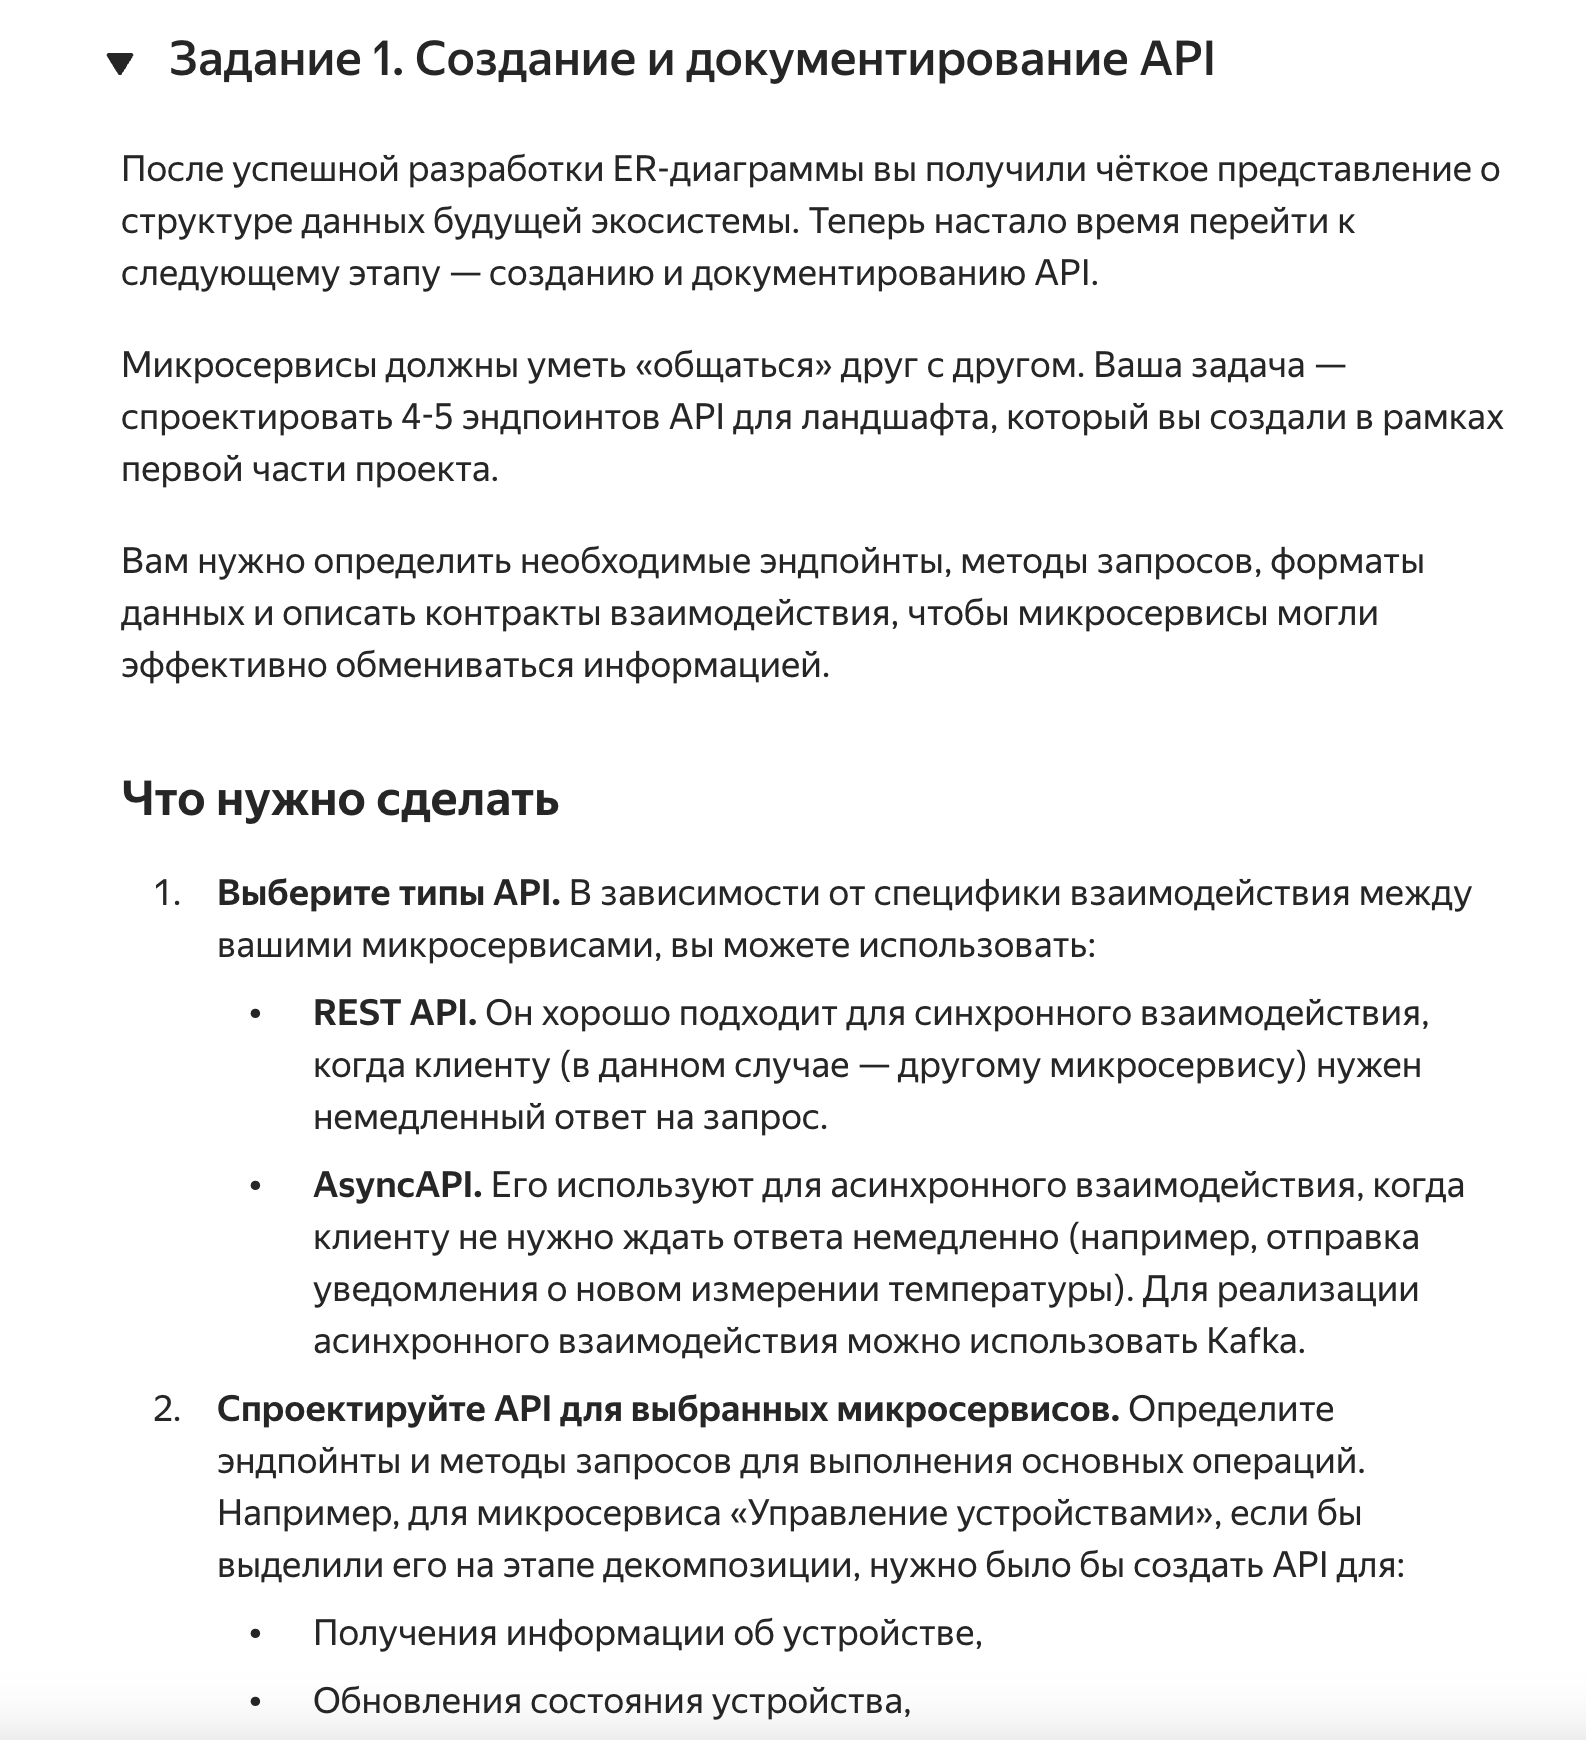 ▼ Задание 1. Создание и документирование API
После успешной разработки ER-диаграммы вы получили чёткое представление о
структуре данных будущей экосистемы. Теперь настало время перейти к
следующему этапу — созданию и документированию API.
Микросервисы должны уметь «общаться» друг с другом. Ваша задача —
спроектировать 4-5 эндпоинтов API для ландшафта, который вы создали в рамках
первой части проекта.
Вам нужно определить необходимые эндпойнты, методы запросов, форматы
данных и описать контракты взаимодействия, чтобы микросервисы могли
эффективно обмениваться информацией.
Что нужно сделать
1. Выберите типы API. В зависимости от специфики взаимодействия между
вашими микросервисами, вы можете использовать:
• REST API. Он хорошо подходит для синхронного взаимодействия,
когда клиенту (в данном случае — другому микросервису) нужен
немедленный ответ на запрос.
• AsyncAPI. Его используют для асинхронного взаимодействия, когда
клиенту не нужно ждать ответа немедленно (например, отправка
уведомления о новом измерении температуры). Для реализации
асинхронного взаимодействия можно использовать Kafka.
2. Спроектируйте API для выбранных микросервисов. Определите
эндпойнты и методы запросов для выполнения основных операций.
Например, для микросервиса «Управление устройствами», если бы
выделили его на этапе декомпозиции, нужно было бы создать API для:
• Получения информации об устройстве,
• Обновления состояния устройства,